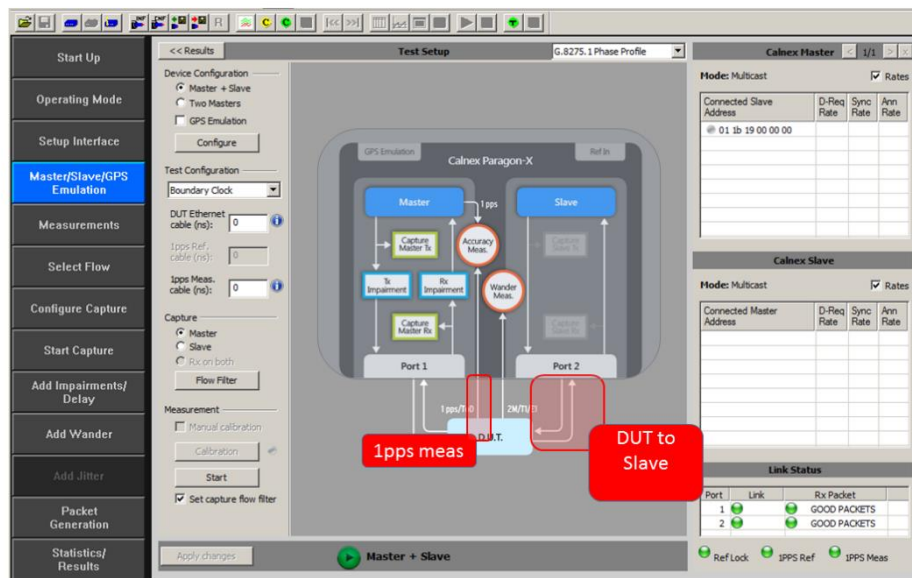 R
C
C
<< Results
Test Setup
G.8275.1 Phase Profile
Start Up
Operating Mode
Setup Interface
Master/Slave/GPS
Emulation
Measurements
Select Flow
Configure Capture
Start Capture
Add Impairments/
Delay
Add Wander
Add Jitter
Packet
Generation
Statistics/
Results
Device Configuration
Master + Slave
Two Masters
GPS Emulation
Configure
Test Configuration
Boundary Clock
DUT Ethernet
cable (ns):
0
1pps Ref.
cable (ns):
0
1pps Meas.
cable (ns):
0
Capture
Master
Slave
Rx on both
Flow Filter
Measurement
Manual calibration
Calibration
Start
Set capture flow filter
Apply changes
Master + Slave
GPS Emulation
Calnex Paragon-X
Ref In
Master
1pps
Slave
Capture
Master Tx
Accuracy
Meas.
Capture
Slave Tx
Tx
Impairment
Rx
Impairment
Wander
Meas.
Capture
Master Rx
Capture
Slave Rx
Port 1
Port 2
1pps/ToD
2M/T1/
D.U.T.
1pps meas
DUT to
Slave
Calnex Master
< 1/1 > x
Mode: Multicast
Rates
Connected Slave
Address
D-Req
Rate
Sync
Rate
Ann
Rate
01 1b 19 00 00 00
Calnex Slave
Mode: Multicast
Rates
Connected Master
Address
D-Req
Rate
Sync
Rate
Ann
Rate
Link Status
Port Link Rx Packet
1 GOOD PACKETS
2 GOOD PACKETS
Ref Lock 1PPS Ref 1PPS Meas